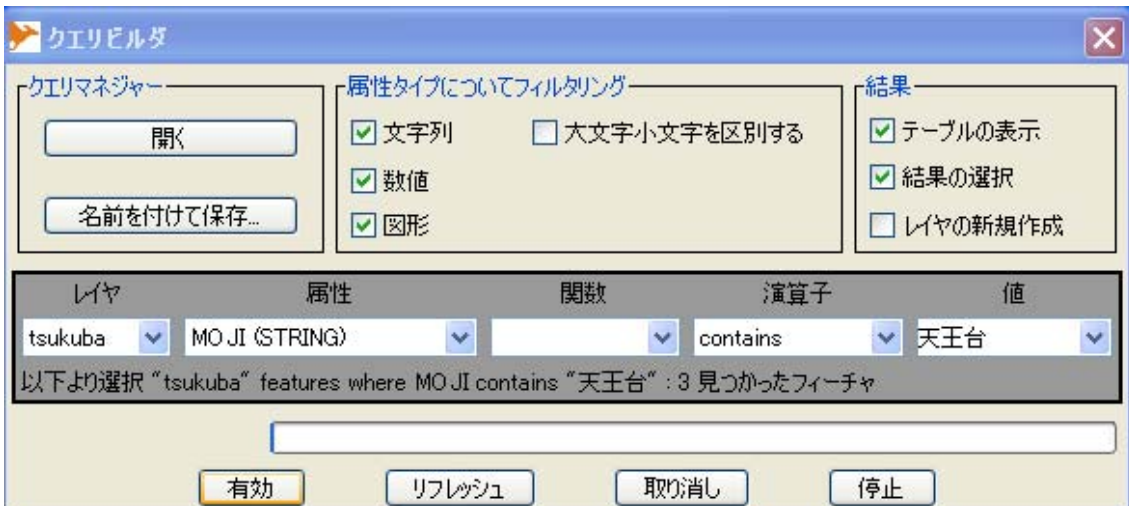 クエリビルダ
クエリマネジャー
開く
名前を付けて保存...
属性タイプについてフィルタリング
文字列 大文字小文字を区別する
数値
図形
結果
テーブルの表示
結果の選択
レイヤの新規作成
レイヤ 属性 関数 演算子 値
tsukuba MOJI (STRING) contains 天王台
以下より選択 "tsukuba" features where MOJI contains "天王台" : 3 見つかったフィーチャ
有効 リフレッシュ 取り消し 停止